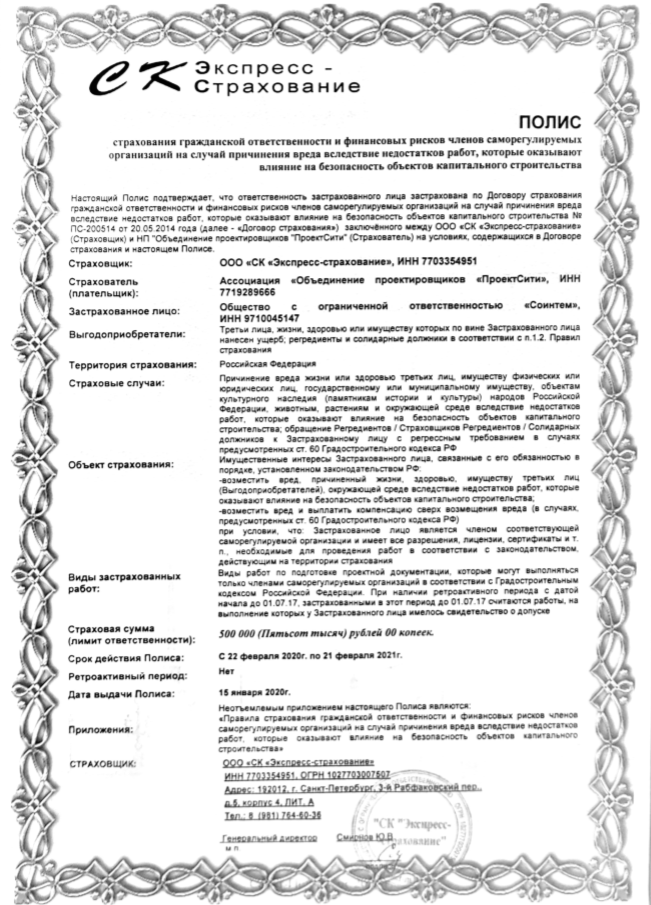 СК Экспресс -
Страхование
ПОЛИС
страхования гражданской ответственности и финансовых рисков членов саморегулируемых
организаций на случай причинения вреда вследствие недостатков работ, которые оказывают
влияние на безопасность объектов капитального строительства
Настоящий Полис подтверждает, что ответственность застрахованного лица застрахована по Договору страхования
гражданской ответственности и финансовых рисков членов саморегулируемых организаций на случай причинения вреда
вследствие недостатков работ, которые оказывают влияние на безопасность объектов капитального строительства №
ПС-200514 от 20.05.2014 года (далее - «Договор страхования») заключённого между ООО «СК «Экспресс-страхование»
(Страховщик) и НП "Объединение проектировщиков "ПроектСити" (Страхователь) на условиях, содержащихся в Договоре
страхования и настоящем Полисе.
Страховщик: ООО «СК «Экспресс-страхование», ИНН 7703354951
Страхователь
(плательщик):
Ассоциация «Объединение проектировщиков «ПроектСити», ИНН
7719289666
Застрахованное лицо:
Общество с ограниченной ответственностью «Соинтем»,
ИНН 9710045147
Выгодоприобретатели:
Третьи лица, жизни, здоровью или имуществу которых по вине Застрахованного лица
нанесен ущерб; регредиенты и солидарные должники в соответствии с п.1.2. Правил
страхования
Территория страхования: Российская Федерация
Страховые случаи:
Причинение вреда жизни или здоровью третьих лиц, имуществу физических или
юридических лиц, государственному или муниципальному имуществу, объектам
культурного наследия (памятникам истории и культуры) народов Российской
Федерации, животным, растениям и окружающей среде вследствие недостатков
работ, которые оказывают влияние на безопасность объектов капитального
строительства; обращение Регредиентов / Страховщиков Регредиентов / Солидарных
должников к Застрахованному лицу с регрессным требованием в случаях
предусмотренных ст. 60 Градостроительного кодекса РФ
Объект страхования:
Имущественные интересы Застрахованного лица, связанные с его обязанностью в
порядке, установленном законодательством РФ:
-возместить вред, причиненный жизни, здоровью, имуществу третьих лиц
(Выгодоприобретателей), окружающей среде вследствие недостатков работ, которые
оказывают влияние на безопасность объектов капитального строительства;
-возместить вред и выплатить компенсацию сверх возмещения вреда (в случаях,
предусмотренных ст. 60 Градостроительного кодекса РФ)
при условии, что: Застрахованное лицо является членом соответствующей
саморегулируемой организации и имеет все разрешения, лицензии, сертификаты и т.
п., необходимые для проведения работ в соответствии с законодательством,
действующим на территории страхования
Виды застрахованных
работ:
Виды работ по подготовке проектной документации, которые могут выполняться
только членами саморегулируемых организаций в соответствии с Градостроительным
кодексом Российской Федерации. При наличии ретроактивного периода с датой
начала до 01.07.17, застрахованными в этот период до 01.07.17 считаются работы, на
выполнение которых у Застрахованного лица имелось свидетельство о допуске
Страховая сумма
(лимит ответственности):
500 000 (Пятьсот тысяч) рублей 00 копеек.
Срок действия Полиса: С 22 февраля 2020г. по 21 февраля 2021г.
Ретроактивный период: Нет
Дата выдачи Полиса: 15 января 2020г.
Приложения:
Неотъемлемым приложением настоящего Полиса являются:
«Правила страхования гражданской ответственности и финансовых рисков членов
саморегулируемых организаций на случай причинения вреда вследствие недостатков
работ, которые оказывают влияние на безопасность объектов капитального
строительства»
СТРАХОВЩИК:
ООО «СК «Экспресс-страхование»
ИНН 7703354951, ОГРН 1027703007507
Адрес: 192012, г. Санкт-Петербург, 3-й Рабфаковский пер.,
д.5, корпус 4, ЛИТ. А
Тел.: 8 (981) 764-60-36
Генеральный директор Смирнов Ю.В.
м п
"СК "Экспресс-
страхование"